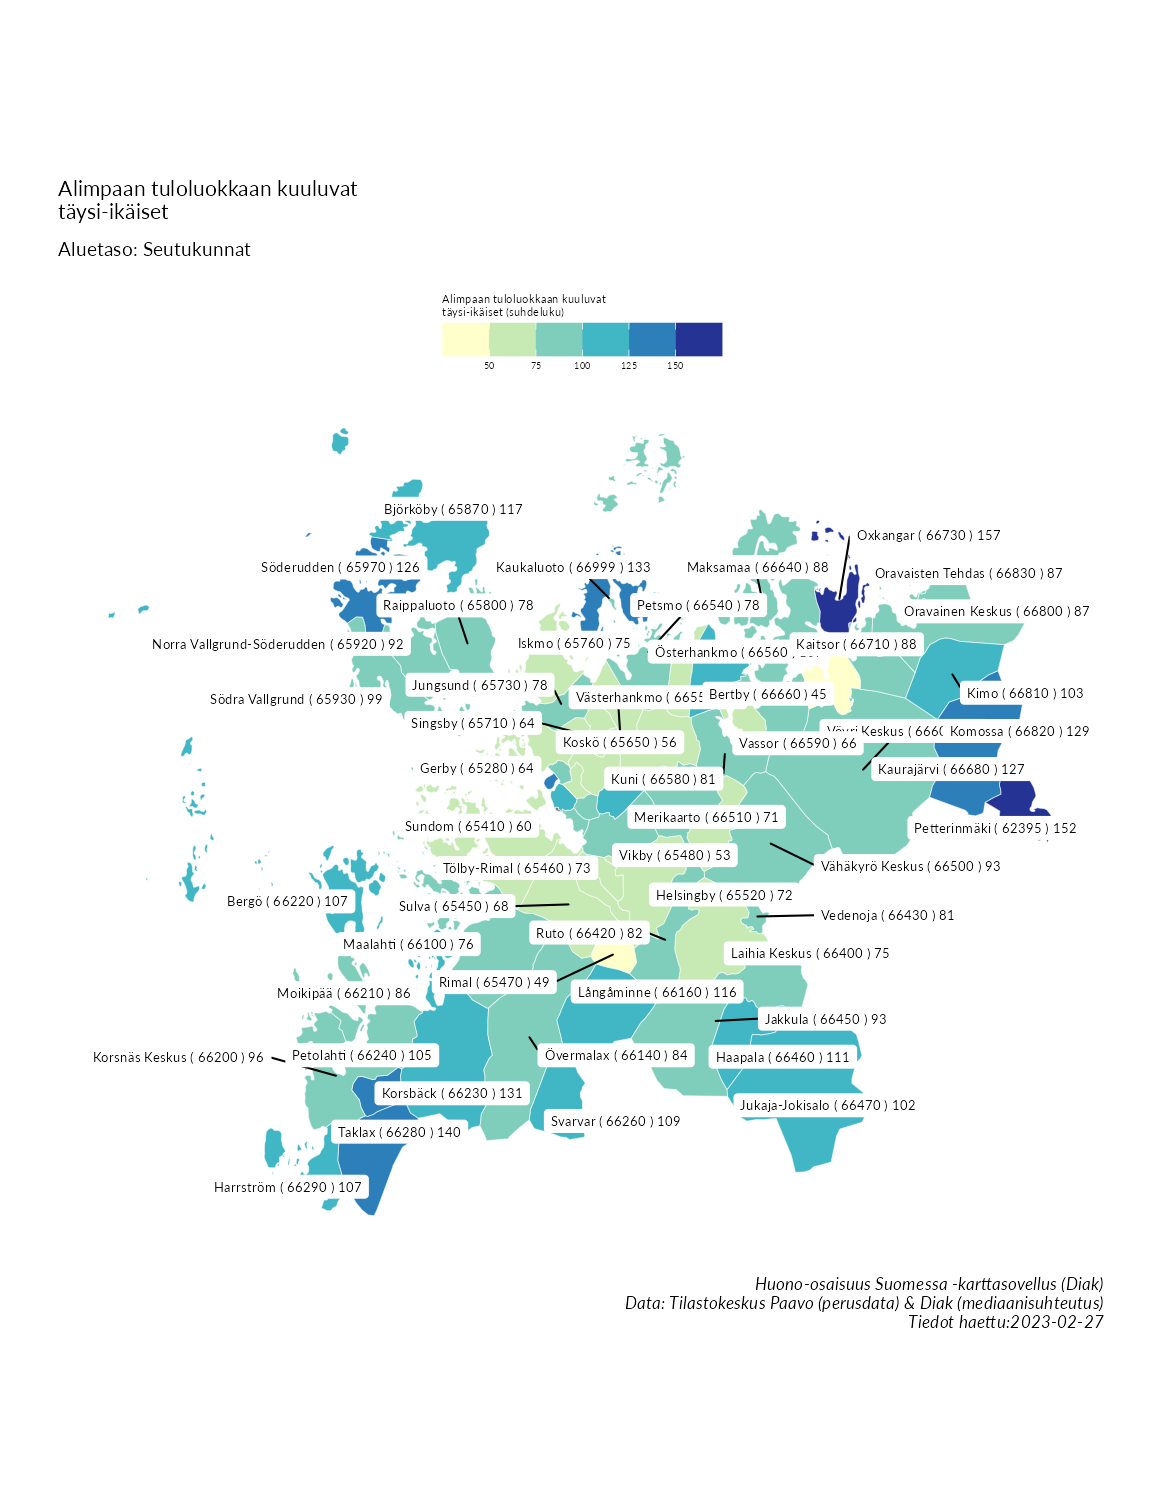 Alimpaan tuloluokkaan kuuluvat
täysi-ikäiset
Aluetaso: Seutukunnat
Alimpaan tuloluokkaan kuuluvat
täysi-ikäiset (suhdeluku)
50 75 100 125 150
Björköby ( 65870 ) 117
Oxkangar ( 66730 ) 157
Söderudden ( 65970 ) 126
Kaukaluoto ( 66999 ) 133
Maksamaa ( 66640 ) 88
Oravaisten Tehdas ( 66830 ) 87
Raippaluoto ( 65800 ) 78
Petsmo ( 66540 ) 78
Oravainen Keskus ( 66800 ) 87
Norra Vallgrund-Söderudden ( 65920 ) 92
Iskmo ( 65760 ) 75
Österhankmo ( 66560
Kaitsor ( 66710 ) 88
Jungsund ( 65730 ) 78
Södra Vallgrund ( 65930 ) 99
Västerhankmo ( 6655
Bertby ( 66660 ) 45
Kimo ( 66810 ) 103
Singsby ( 65710 ) 64
Vöyri Keskus ( 666
Komossa ( 66820 ) 129
Koskö ( 65650 ) 56
Vassor ( 66590 ) 66
Gerby ( 65280 ) 64
Kuni ( 66580 ) 81
Kaurajärvi ( 66680 ) 127
Sundom ( 65410 ) 60
Merikaarto ( 66510 ) 71
Petterinmäki ( 62395 ) 152
Vikby ( 65480 ) 53
Tölby-Rimal ( 65460 ) 73
Vähäkyrö Keskus ( 66500 ) 93
Bergö ( 66220 ) 107
Sulva ( 65450 ) 68
Helsingby ( 65520 ) 72
Vedenoja ( 66430 ) 81
Ruto ( 66420 ) 82
Maalahti ( 66100 ) 76
Laihia Keskus ( 66400 ) 75
Rimal ( 65470 ) 49
Moikipää ( 66210 ) 86
Långåminne ( 66160 ) 116
Jakkula ( 66450 ) 93
Korsnäs Keskus ( 66200 ) 96
Petolahti ( 66240 ) 105
Övermalax ( 66140 ) 84
Haapala ( 66460 ) 111
Korsbäck ( 66230 ) 131
Jukaja-Jokisalo ( 66470 ) 102
Svarvar ( 66260 ) 109
Taklax ( 66280 ) 140
Harrström ( 66290 ) 107
Huono-osaisuus Suomessa -karttasovellus (Diak)
Data: Tilastokeskus Paavo (perusdata) & Diak (mediaanisuhteutus)
Tiedot haettu:2023-02-27